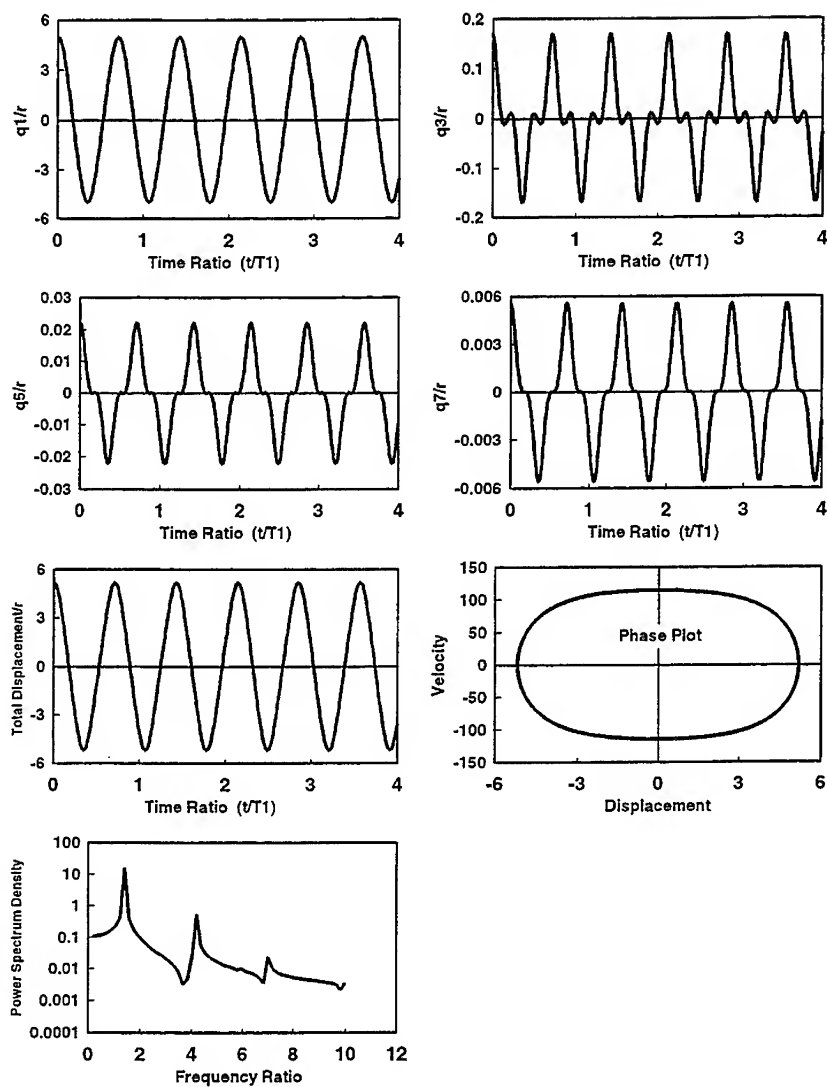 6
3
0
-3
-6
q1/r
0 1 2 3 4
Time Ratio (t/T1)
0.2
0.1
0
-0.1
-0.2
q3/r
0 1 2 3 4
Time Ratio (t/T1)
0.03
0.02
0.01
0
-0.01
-0.02
-0.03
q5/r
0 1 2 3 4
Time Ratio (t/T1)
0.006
0.003
0
-0.003
-0.006
q7/r
0 1 2 3 4
Time Ratio (t/T1)
6
3
0
-3
-6
Total Displacement/r
0 1 2 3 4
Time Ratio (t/T1)
150
100
50
0
-50
-100
-150
Velocity
Phase Plot
-6 -3 0 3 6
Displacement
100
10
1
0.1
0.01
0.001
0.0001
Power Spectrum Density
0 2 4 6 8 10 12
Frequency Ratio